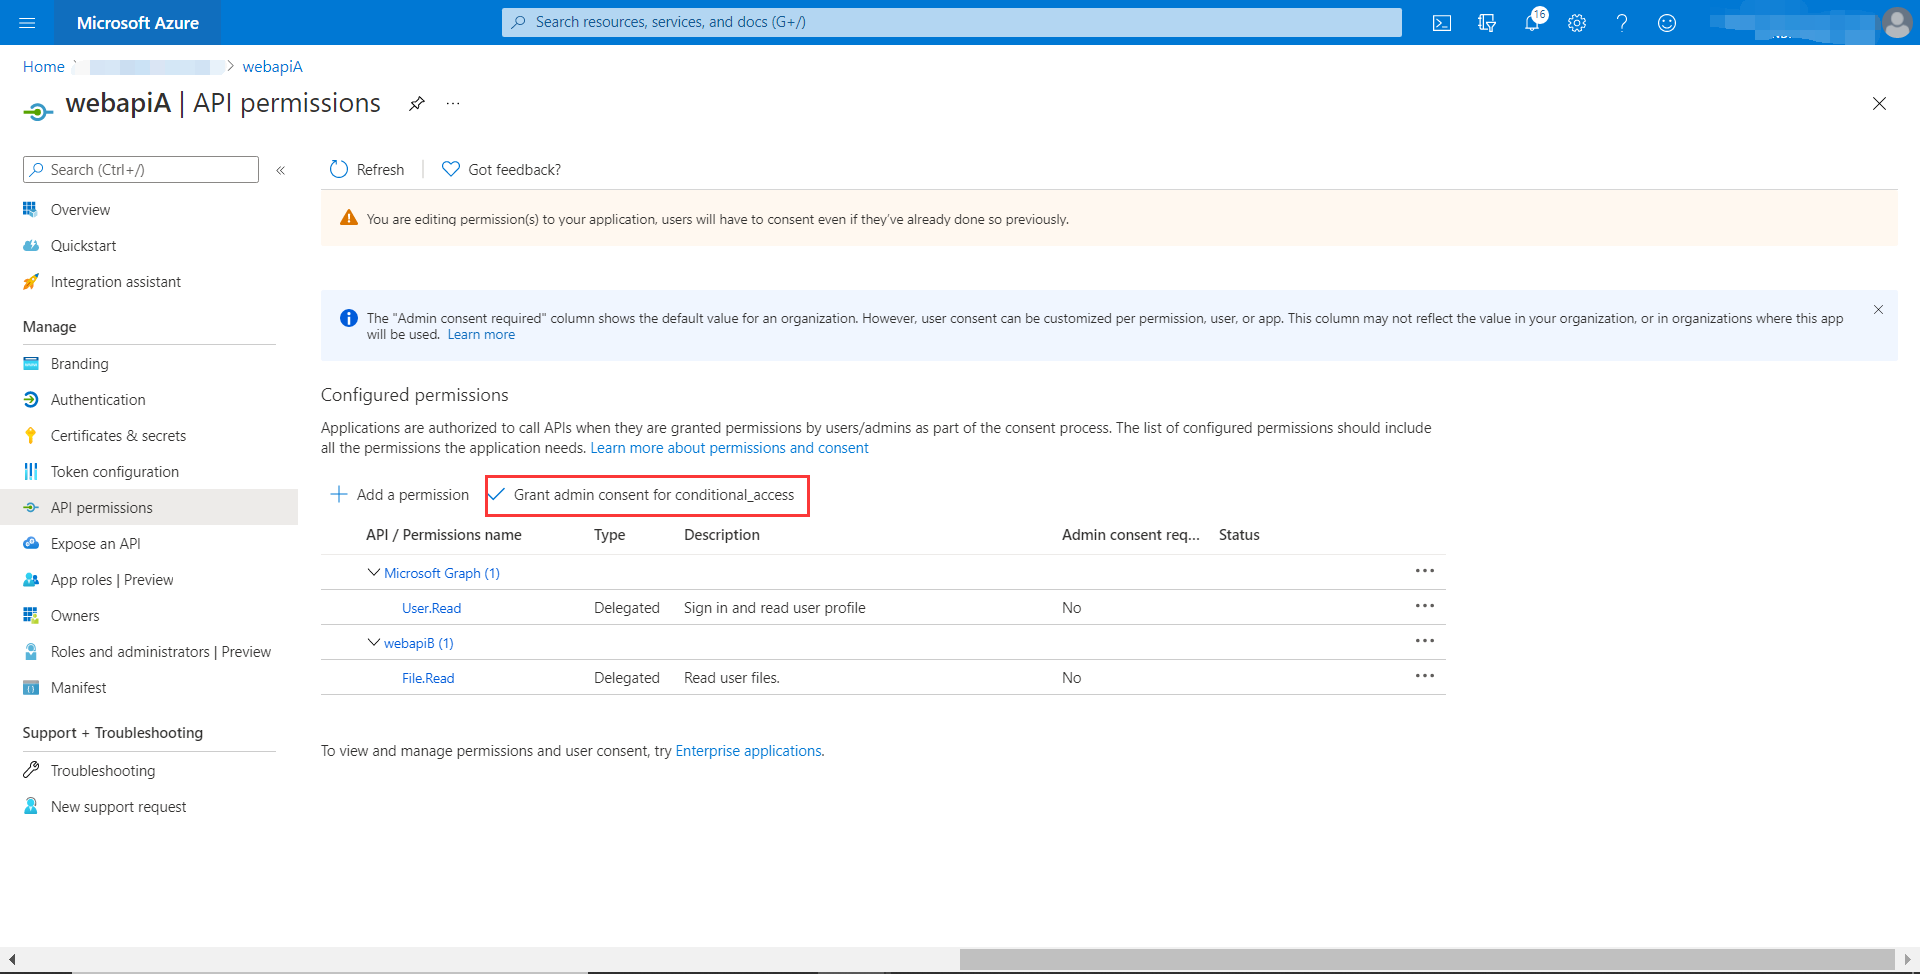 Microsoft Azure
Search resources, services, and docs (G+/)
16
Home
webapiA
webapiA | API permissions
Search (Ctrl+/)
Refresh
Got feedback?
You are editing permission(s) to your application, users will have to consent even if they've already done so previously.
Overview
Quickstart
Integration assistant
Manage
Branding
Authentication
Certificates & secrets
Token configuration
API permissions
Expose an API
App roles | Preview
Owners
Roles and administrators | Preview
Manifest
Support + Troubleshooting
Troubleshooting
New support request
The "Admin consent required" column shows the default value for an organization. However, user consent can be customized per permission, user, or app. This column may not reflect the value in your organization, or in organizations where this app
will be used. Learn more
Configured permissions
Applications are authorized to call APIs when they are granted permissions by users/admins as part of the consent process. The list of configured permissions should include
all the permissions the application needs. Learn more about permissions and consent
Add a permission
Grant admin consent for conditional_access
API / Permissions name Type Description Admin consent req... Status
Microsoft Graph (1)
User.Read Delegated Sign in and read user profile No
webapiB (1)
File.Read Delegated Read user files. No
To view and manage permissions and user consent, try Enterprise applications.